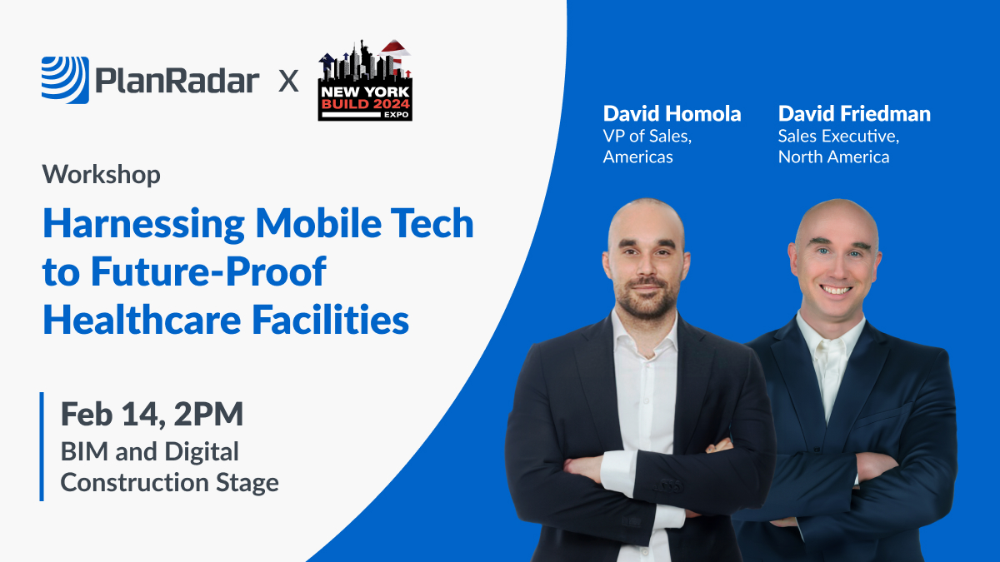 PlanRadar X
NEW YORK
BUILD 2024
EXPO
Workshop
Harnessing Mobile Tech
to Future-Proof
Healthcare Facilities
Feb 14, 2PM
BIM and Digital
Construction Stage
David Homola
VP of Sales,
Americas
David Friedman
Sales Executive,
North America